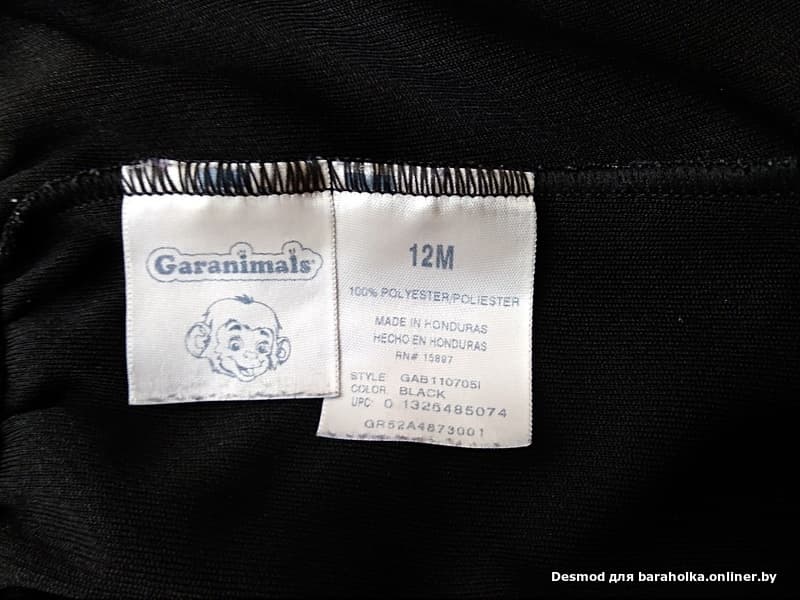 Garanimals
12M
100% POLYESTER/POLIESTER
MADE IN HONDURAS
HECHO EN HONDURAS
RN# 15897
STYLE: GAB110705I
COLOR: BLACK
UPC: 0 1326485074
GR52A4873001
Desmod для baraholka.onliner.by